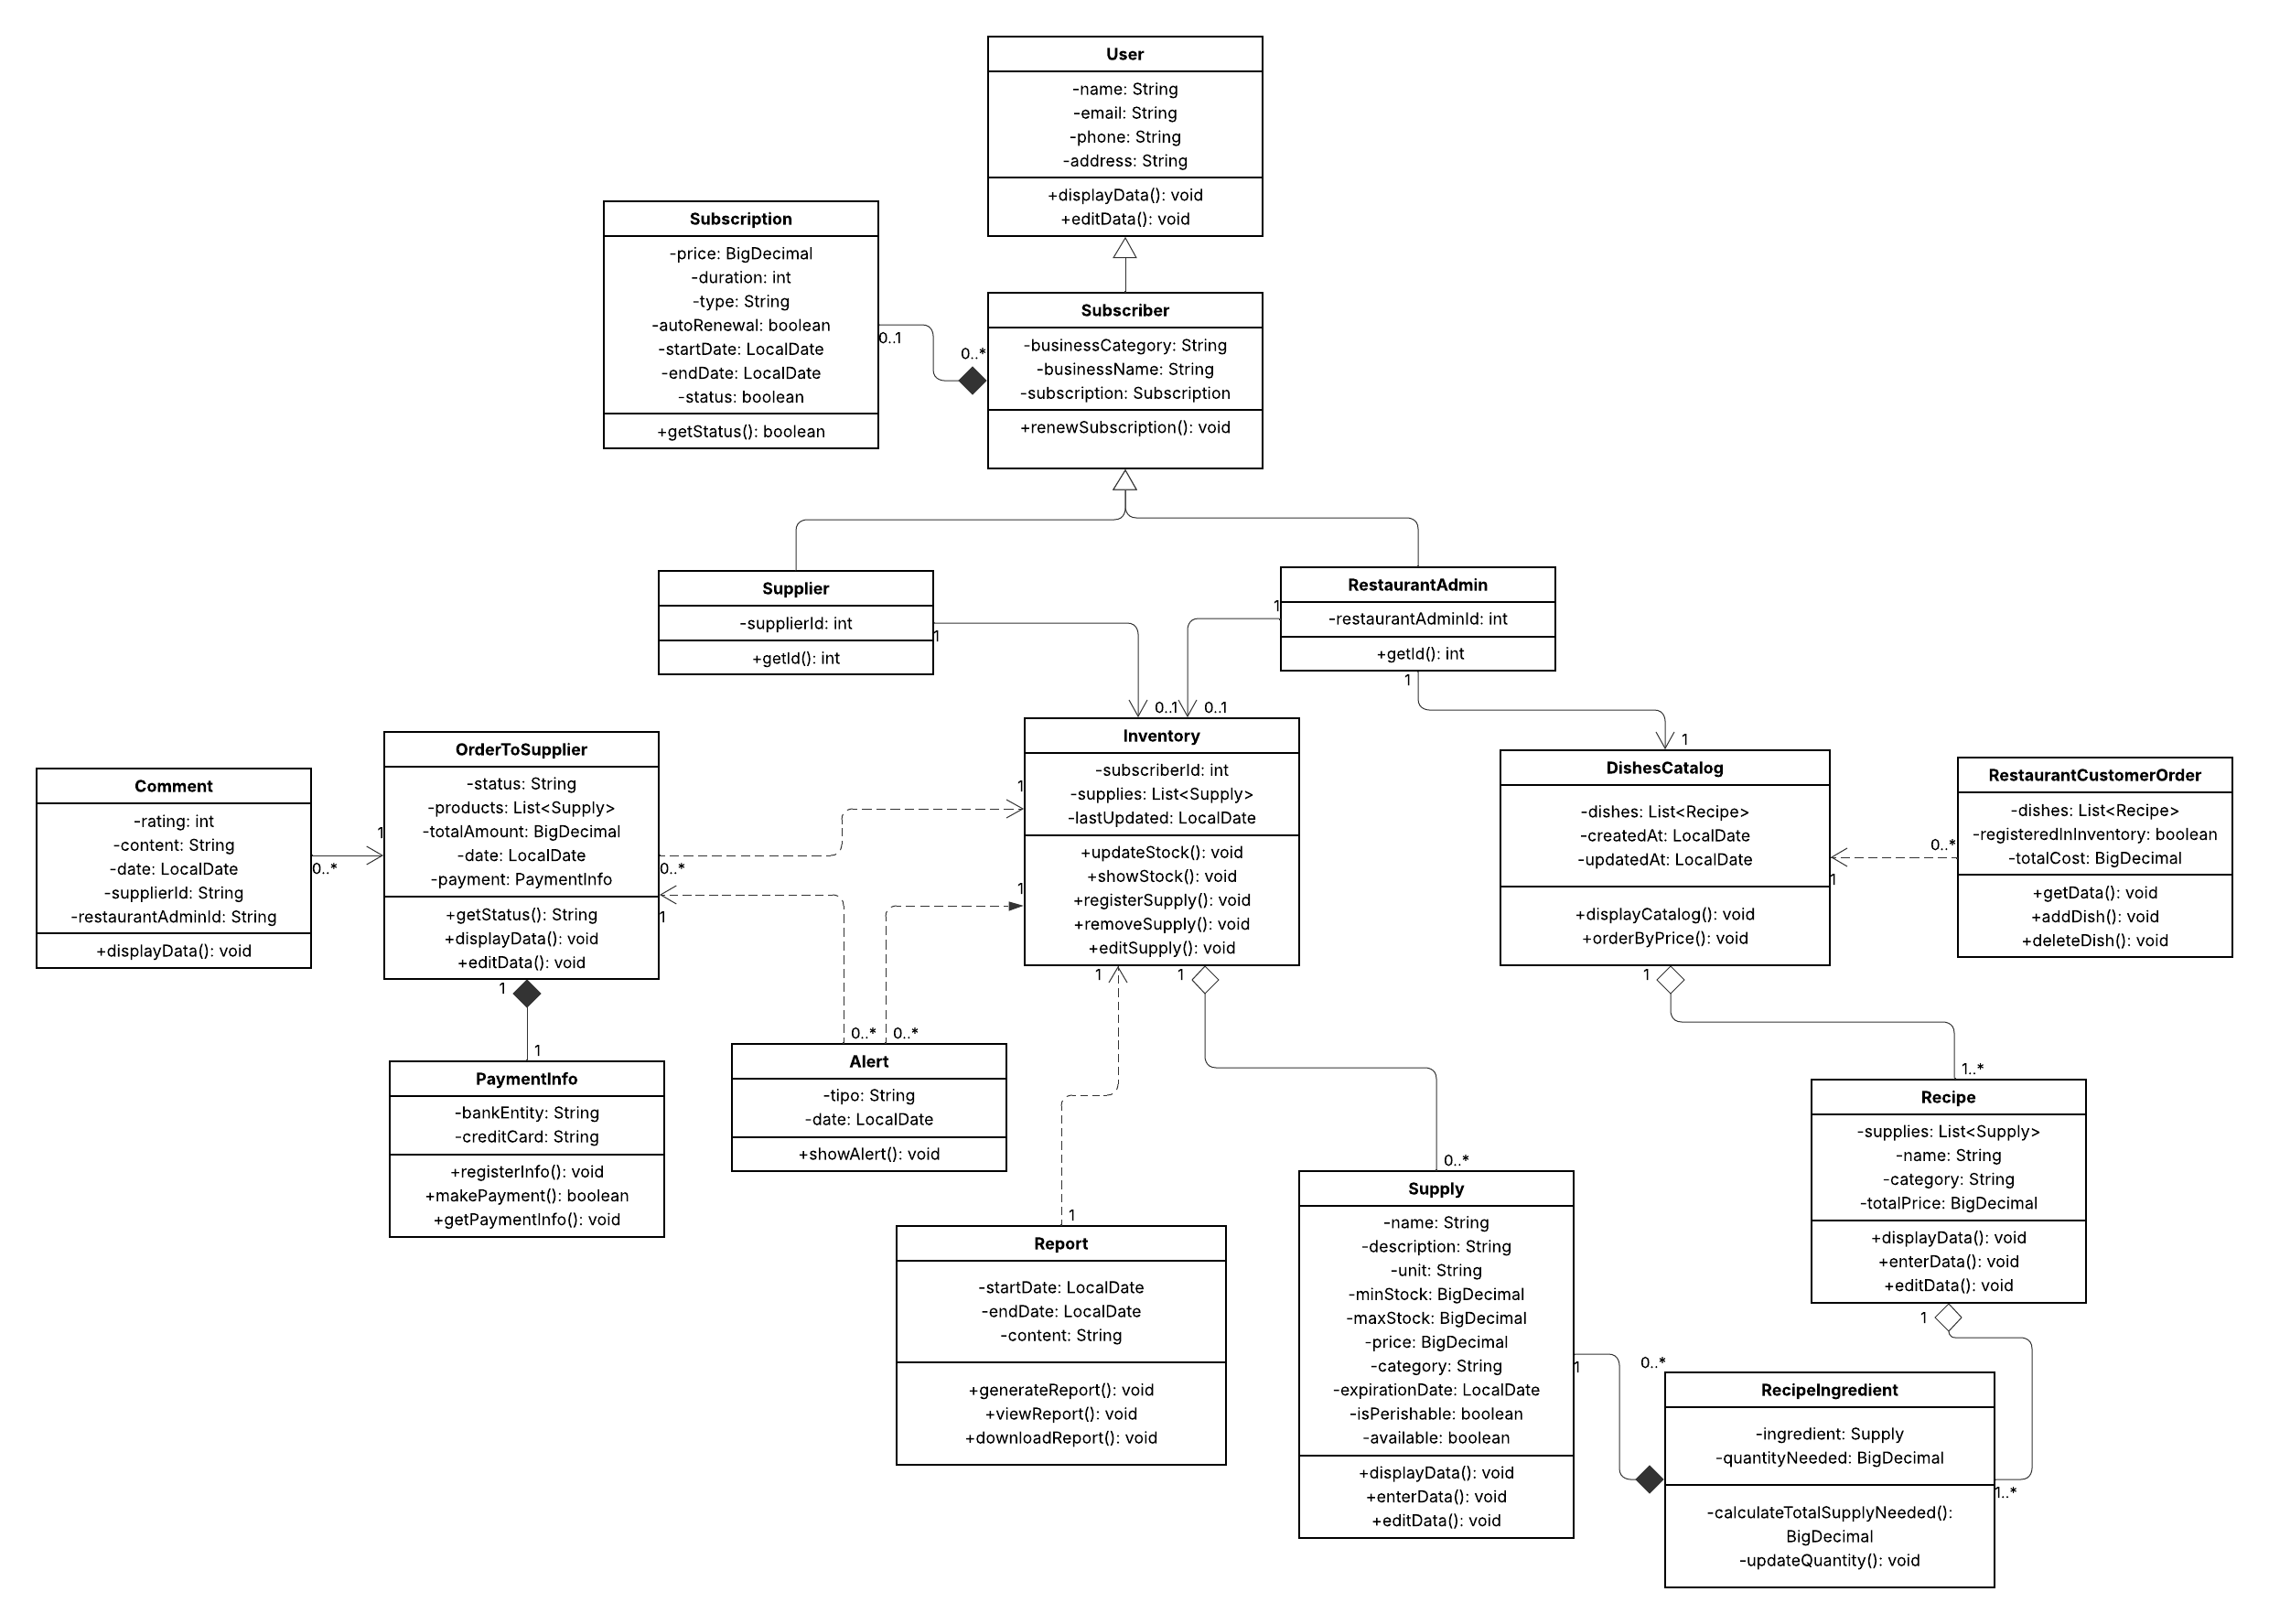 User
-name: String
-email: String
-phone: String
-address: String
+displayData(): void
+editData(): void
Subscription
-price: BigDecimal
-duration: int
-type: String
-autoRenewal: boolean
-startDate: LocalDate
-endDate: LocalDate
-status: boolean
+getStatus(): boolean
0..1
0..*
Subscriber
-businessCategory: String
-businessName: String
-subscription: Subscription
+renewSubscription(): void
Supplier
-supplierId: int
+getId(): int
1
RestaurantAdmin
-restaurantAdminId: int
+getId(): int
1
1
0..1
0..1
1
Comment
-rating: int
-content: String
-date: LocalDate
-supplierId: String
-restaurantAdminId: String
+displayData(): void
0..*
1
OrderToSupplier
-status: String
-products: List<Supply>
-totalAmount: BigDecimal
-date: LocalDate
-payment: PaymentInfo
+getStatus(): String
+displayData(): void
+editData(): void
0..*
1
1
1
1
Inventory
-subscriberId: int
-supplies: List<Supply>
-lastUpdated: LocalDate
+updateStock(): void
+showStock(): void
+registerSupply(): void
+removeSupply(): void
+editSupply(): void
1
1
DishesCatalog
-dishes: List<Recipe>
-createdAt: LocalDate
-updatedAt: LocalDate
+displayCatalog(): void
+orderByPrice(): void
1
0..*
1
RestaurantCustomerOrder
-dishes: List<Recipe>
-registeredInInventory: boolean
-totalCost: BigDecimal
+getData(): void
+addDish(): void
+deleteDish(): void
1
PaymentInfo
-bankEntity: String
-creditCard: String
+registerInfo(): void
+makePayment(): boolean
+getPaymentInfo(): void
0..*
0..*
Alert
-tipo: String
-date: LocalDate
+showAlert(): void
1..*
Recipe
-supplies: List<Supply>
-name: String
-category: String
-totalPrice: BigDecimal
+displayData(): void
+enterData(): void
+editData(): void
1
1
Report
-startDate: LocalDate
-endDate: LocalDate
-content: String
+generateReport(): void
+viewReport(): void
+downloadReport(): void
0..*
Supply
-name: String
-description: String
-unit: String
-minStock: BigDecimal
-maxStock: BigDecimal
-price: BigDecimal
-category: String
-expirationDate: LocalDate
-isPerishable: boolean
-available: boolean
+displayData(): void
+enterData(): void
+editData(): void
1
0..*
RecipeIngredient
-ingredient: Supply
-quantityNeeded: BigDecimal
-calculateTotalSupplyNeeded():
BigDecimal
-updateQuantity(): void
1..*